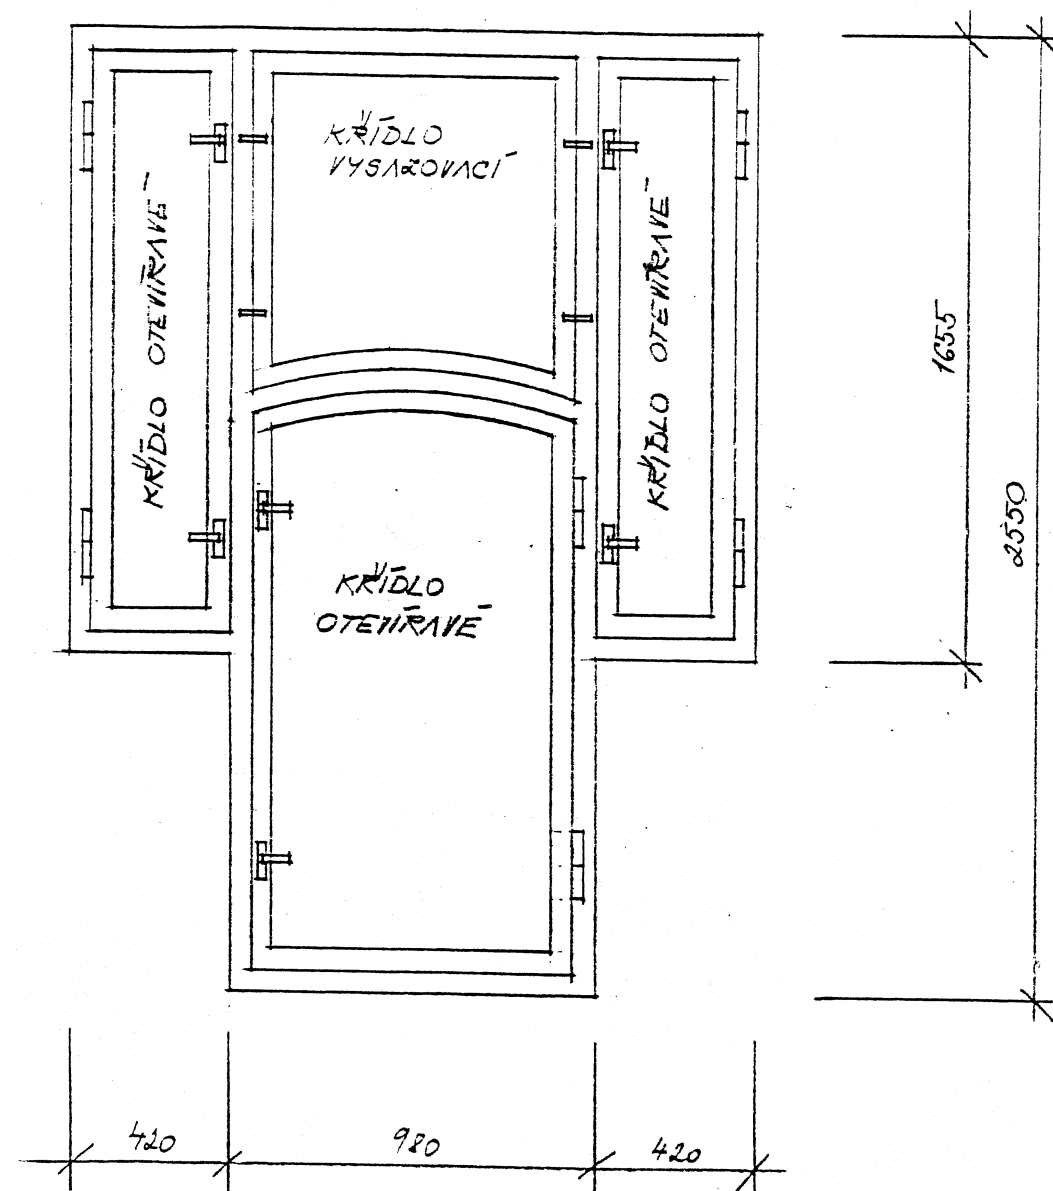 KŘÍDLO
VYSAZOVACÍ
KŘÍDLO OTEVÍRAVÉ
KŘÍDLO OTEVÍRAVÉ
KŘÍDLO
OTEVÍRAVÉ
1655
2550
420
980
420